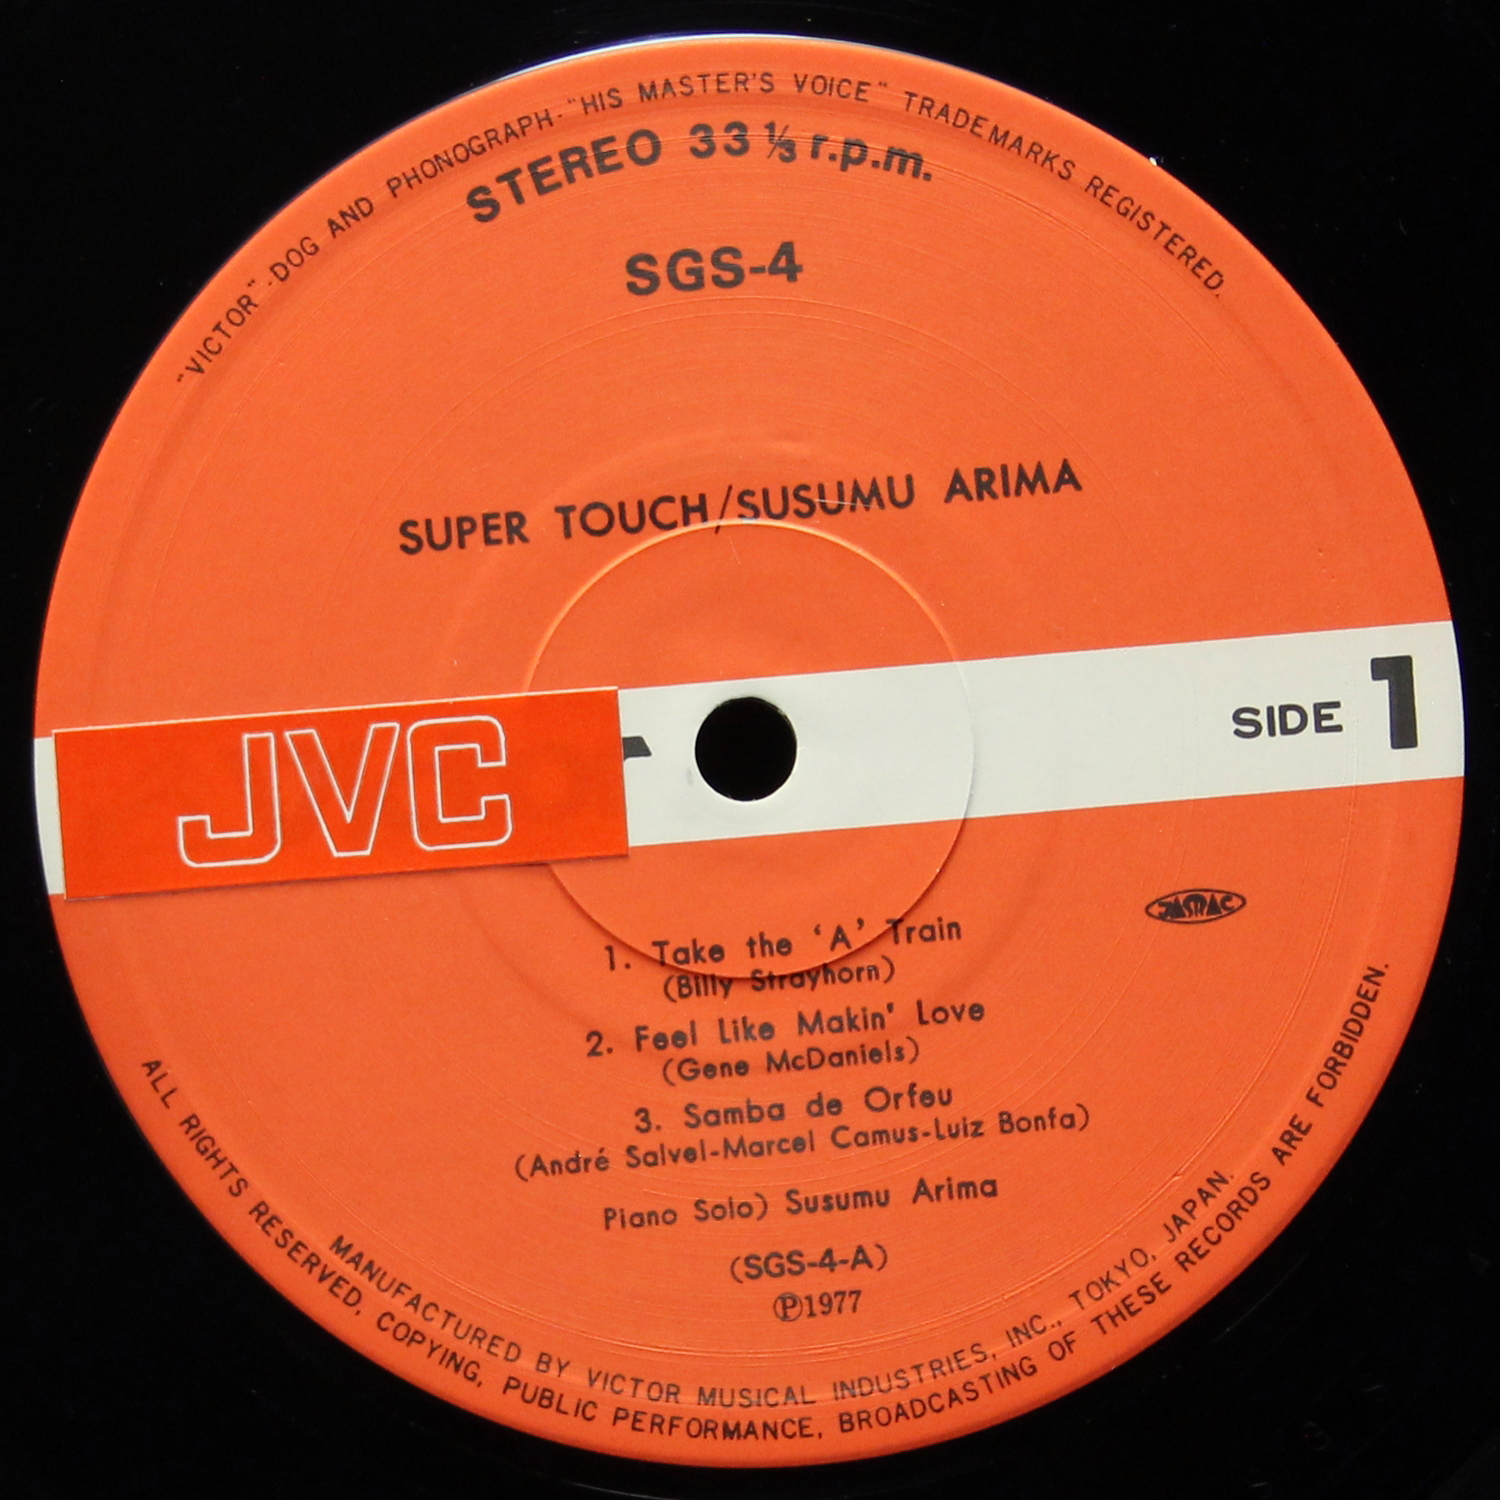 "VICTOR"-DOG AND PHONOGRAPH-"HIS MASTER'S VOICE" TRADEMARKS REGISTERED.
STEREO 33⅓ r.p.m.
SGS-4
SUPER TOUCH/SUSUMU ARIMA
JVC
SIDE 1
JASRAC
1. Take the ‘A’ Train
(Billy Strayhorn)
2. Feel Like Makin' Love
(Gene McDaniels)
3. Samba de Orfeu
(André Salvel-Marcel Camus-Luiz Bonfa)
Piano Solo) Susumu Arima
(SGS-4-A)
Ⓟ1977
MANUFACTURED BY VICTOR MUSICAL INDUSTRIES, INC., TOKYO, JAPAN.
ALL RIGHTS RESERVED, COPYING, PUBLIC PERFORMANCE, BROADCASTING OF THESE RECORDS ARE FORBIDDEN.